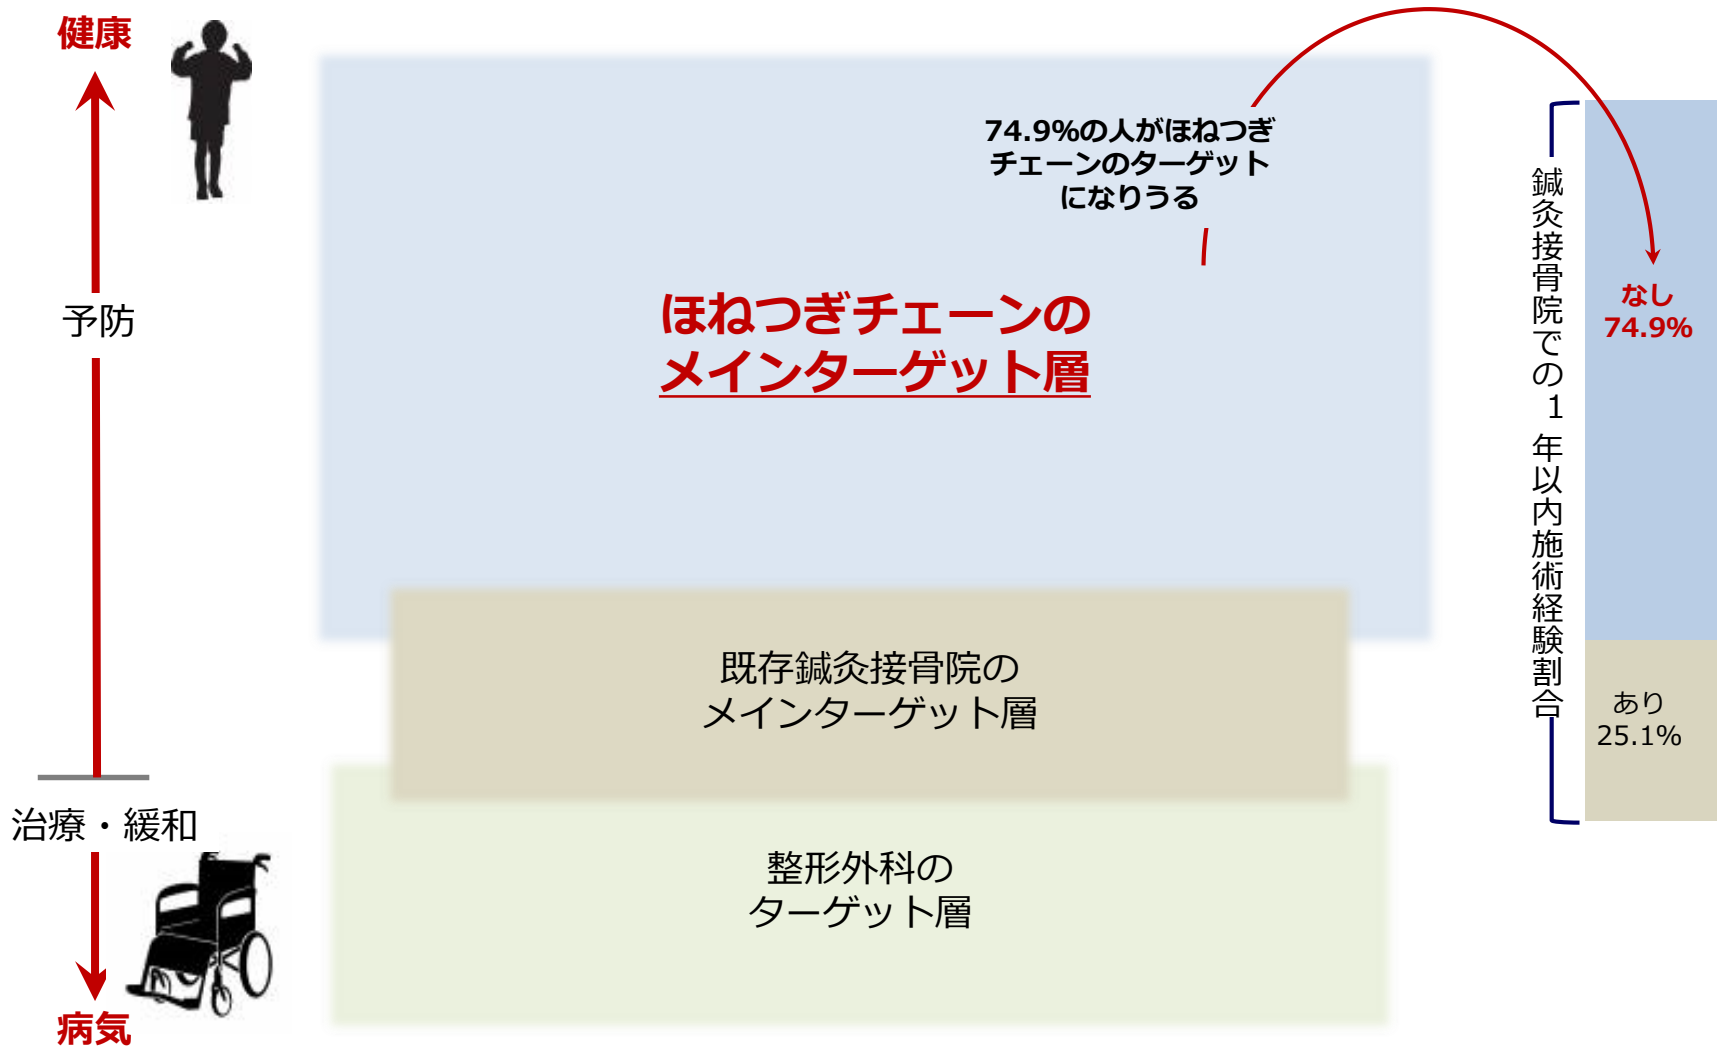 健康
予防
治療・緩和
病気
74.9%の人がほねつぎ
チェーンのターゲット
になりうる
ほねつぎチェーンの
メインターゲット層
既存鍼灸接骨院の
メインターゲット層
整形外科の
ターゲット層
鍼灸接骨院での1年以内施術経験割合
なし
74.9%
あり
25.1%